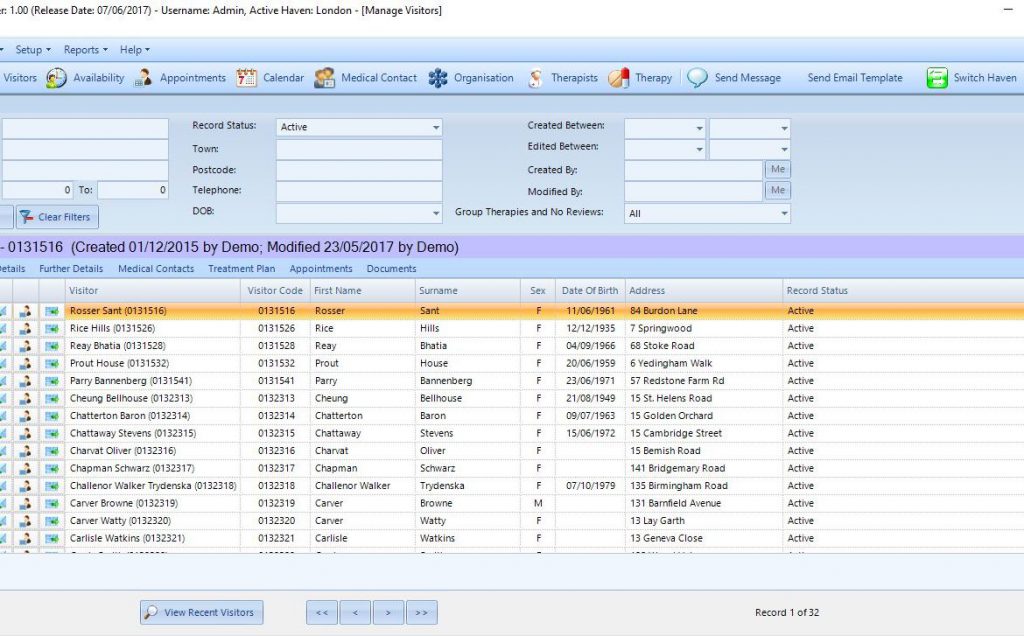 er: 1.00 (Release Date: 07/06/2017) - Username: Admin, Active Haven: London - [Manage Visitors]
Setup Reports Help
Visitors Availability Appointments Calendar Medical Contact Organisation Therapists Therapy Send Message Send Email Template Switch Haven
Record Status: Active Created Between:
Town: Edited Between:
Postcode: Created By: Me
0 To: 0 Telephone: Modified By: Me
DOB: Group Therapies and No Reviews: All
Clear Filters
- 0131516 (Created 01/12/2015 by Demo; Modified 23/05/2017 by Demo)
Details Further Details Medical Contacts Treatment Plan Appointments Documents
Visitor Visitor Code First Name Surname Sex Date Of Birth Address Record Status
Rosser Sant (0131516) 0131516 Rosser Sant F 11/06/1961 84 Burdon Lane Active
Rice Hills (0131526) 0131526 Rice Hills F 12/12/1935 7 Springwood Active
Reay Bhatia (0131528) 0131528 Reay Bhatia F 04/09/1966 68 Stoke Road Active
Prout House (0131532) 0131532 Prout House F 20/06/1959 6 Yedingham Walk Active
Parry Bannenberg (0131541) 0131541 Parry Bannenberg F 23/06/1971 57 Redstone Farm Rd Active
Cheung Bellhouse (0132313) 0132313 Cheung Bellhouse F 21/08/1949 15 St. Helens Road Active
Chatterton Baron (0132314) 0132314 Chatterton Baron F 09/07/1963 15 Golden Orchard Active
Chattaway Stevens (0132315) 0132315 Chattaway Stevens F 15/06/1972 15 Cambridge Street Active
Charvat Oliver (0132316) 0132316 Charvat Oliver F 15 Bemish Road Active
Chapman Schwarz (0132317) 0132317 Chapman Schwarz F 141 Bridgemary Road Active
Challenor Walker Trydenska (0132318) 0132318 Challenor Walker Trydenska F 07/10/1979 135 Birmingham Road Active
Carver Browne (0132319) 0132319 Carver Browne M 131 Barnfield Avenue Active
Carver Watty (0132320) 0132320 Carver Watty F 13 Lay Garth Active
Carlisle Watkins (0132321) 0132321 Carlisle Watkins F 13 Geneva Close Active
View Recent Visitors << < > >> Record 1 of 32